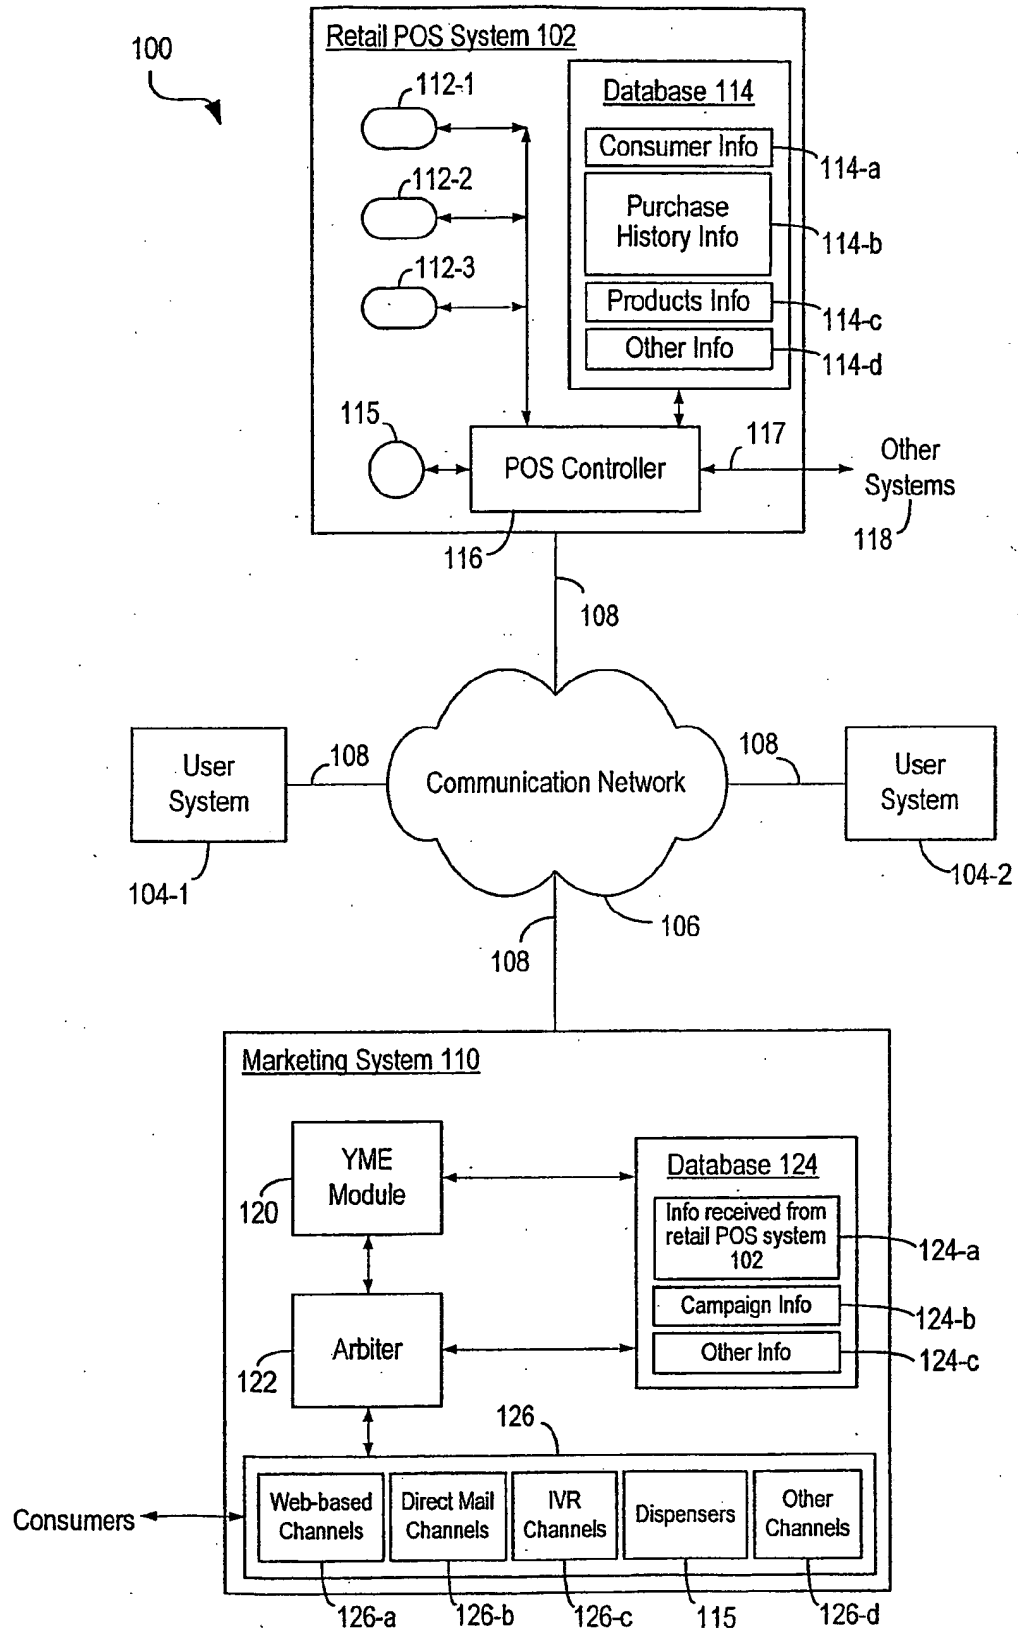 100
Retail POS System 102
112-1
112-2
112-3
Database 114
Consumer Info
114-a
Purchase
History Info
114-b
Products Info
114-c
Other Info
114-d
115
POS Controller
116
117
Other
Systems
118
108
User
System
104-1
108
Communication Network
106
108
User
System
104-2
108
Marketing System 110
YME
Module
120
Arbiter
122
Database 124
Info received from
retail POS system
102
124-a
Campaign Info
124-b
Other Info
124-c
126
Consumers
Web-based
Channels
Direct Mail
Channels
IVR
Channels
Dispensers
Other
Channels
126-a
126-b
126-c
115
126-d